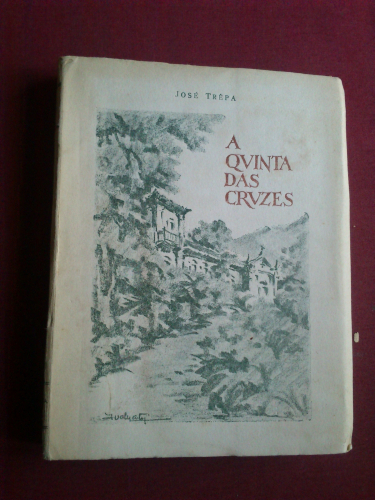 JOSÉ TRÊPA
A
QVINTA
DAS
CRVZES